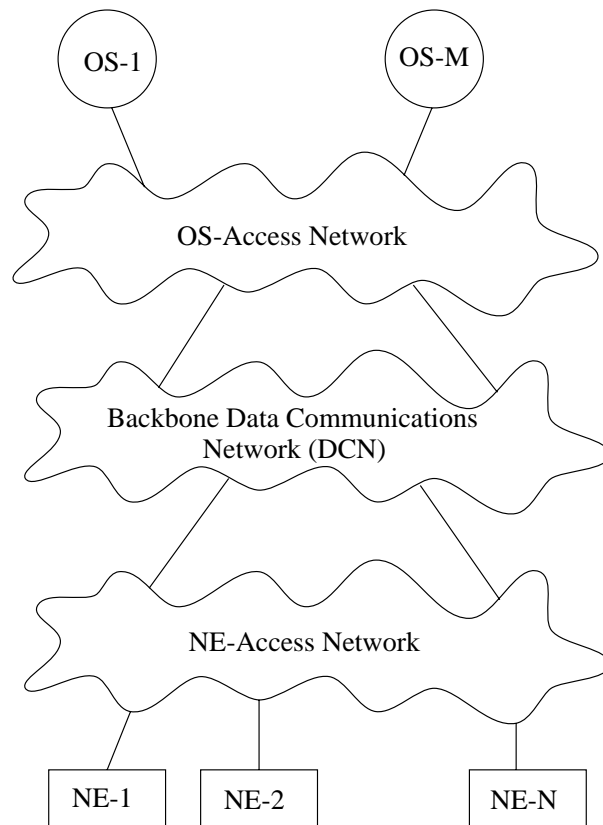 OS-1
OS-M
OS-Access Network
Backbone Data Communications
Network (DCN)
NE-Access Network
NE-1
NE-2
NE-N